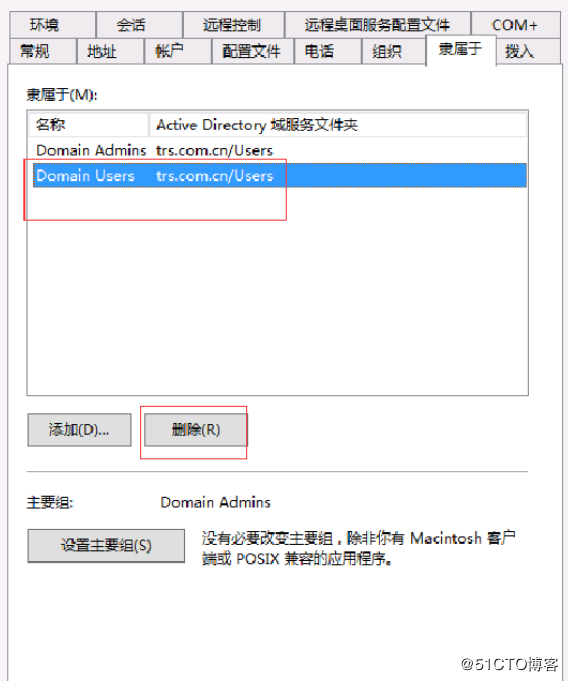 环境 会话 远程控制 远程桌面服务配置文件 COM+
常规 地址 帐户 配置文件 电话 组织 隶属于 拨入
隶属于(M):
名称 Active Directory 域服务文件夹
Domain Admins trs.com.cn/Users
Domain Users trs.com.cn/Users
添加(D)... 删除(R)
主要组: Domain Admins
设置主要组(S)
没有必要改变主要组，除非你有 Macintosh 客户
端或 POSIX 兼容的应用程序。
@51CTO博客